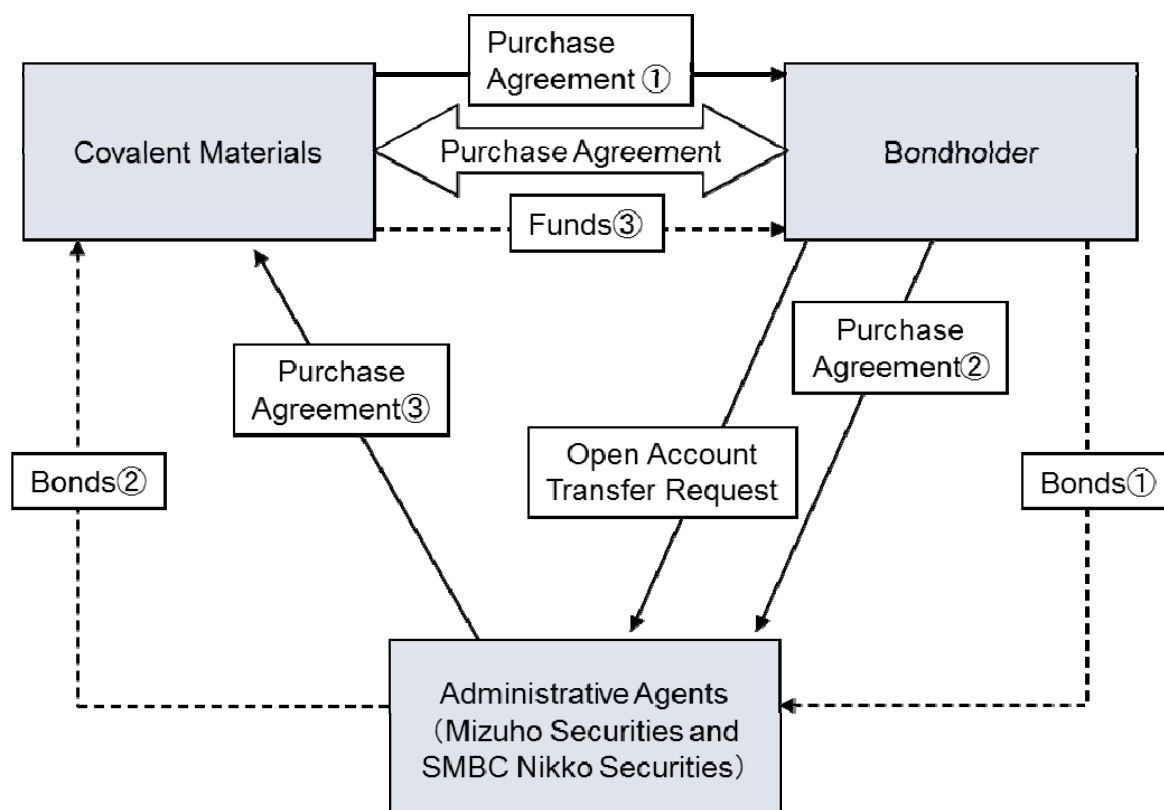 Purchase
Agreement ①
Covalent Materials
Purchase Agreement
Bondholder
Funds③
Purchase
Agreement③
Purchase
Agreement②
Open Account
Transfer Request
Bonds②
Bonds①
Administrative Agents
（Mizuho Securities and
SMBC Nikko Securities）